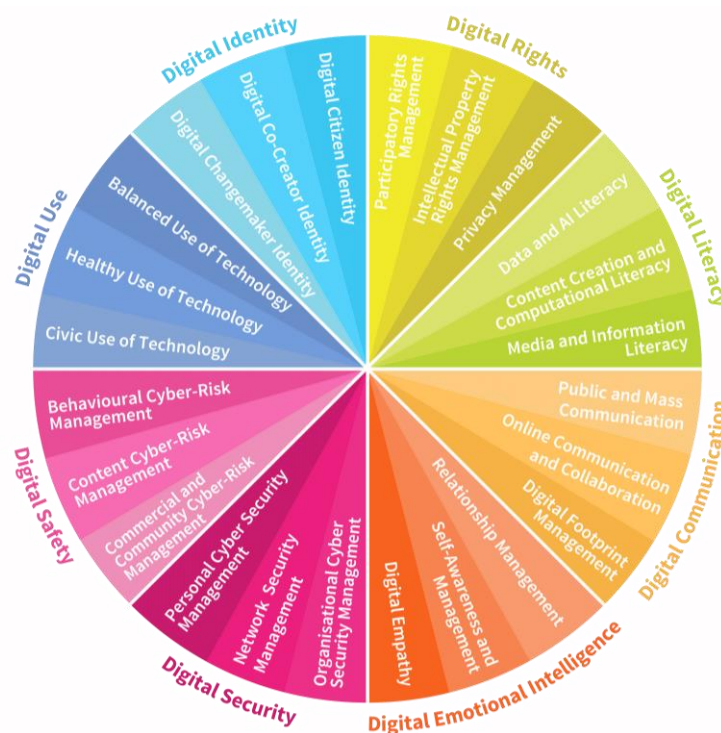 Digital Identity
Digital Citizen Identity
Digital Co-Creator Identity
Digital Changemaker Identity
Digital Rights
Participatory Rights
Management
Intellectual Property
Rights Management
Privacy Management
Digital Literacy
Data and AI Literacy
Content Creation and
Computational Literacy
Media and Information
Literacy
Digital Communication
Public and Mass
Communication
Online Communication
and Collaboration
Digital Footprint
Management
Digital Emotional Intelligence
Relationship Management
Self-Awareness and
Management
Digital Empathy
Digital Security
Organisational Cyber
Security Management
Network Security
Management
Personal Cyber Security
Management
Digital Safety
Commercial and
Community Cyber-Risk
Management
Content Cyber-Risk
Management
Behavioural Cyber-Risk
Management
Digital Use
Civic Use of Technology
Healthy Use of Technology
Balanced Use of Technology